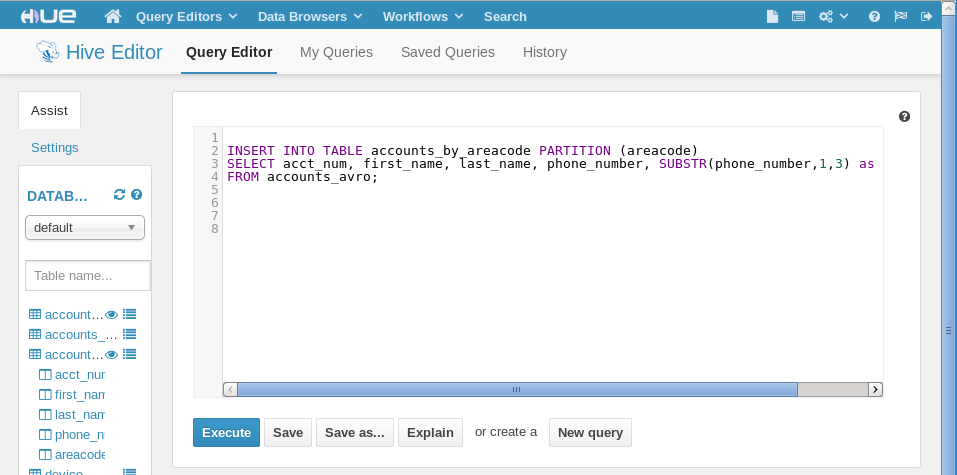 HUE Query Editors Data Browsers Workflows Search
Hive Editor Query Editor My Queries Saved Queries History
Assist
Settings
DATAB...
default
Table name...
account...
accounts_...
account...
acct_num
first_nam
last_nam
phone_n
areacode
device
1
2 INSERT INTO TABLE accounts_by_areacode PARTITION (areacode)
3 SELECT acct_num, first_name, last_name, phone_number, SUBSTR(phone_number,1,3) as
4 FROM accounts_avro;
5
6
7
8
Execute Save Save as... Explain or create a New query